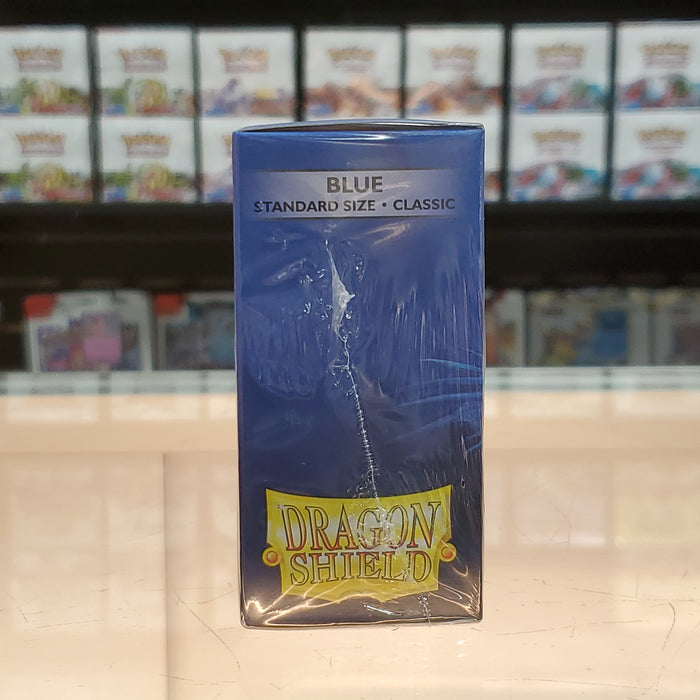 BLUE
STANDARD SIZE • CLASSIC
DRAGON
SHIELD